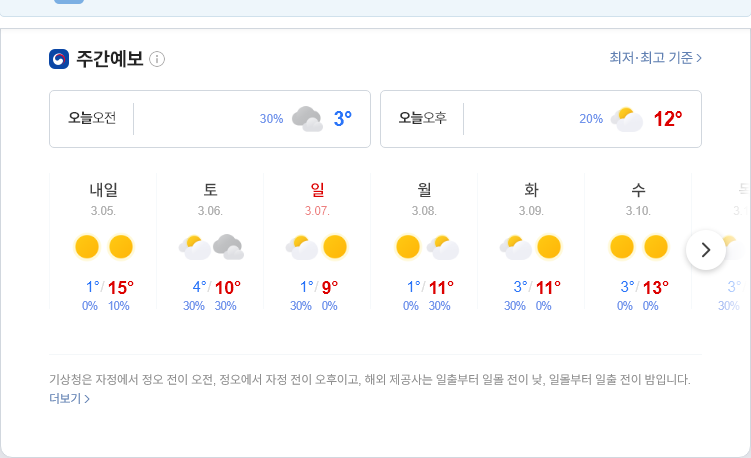 주간예보
최저·최고 기준 >
오늘오전 30% 3°
오늘오후 20% 12°
내일 토 일 월 화 수
3.05. 3.06. 3.07. 3.08. 3.09. 3.10.
1°/15° 4°/10° 1°/9° 1°/11° 3°/11° 3°/13° 3°
0% 10% 30% 30% 30% 0% 0% 30% 30% 0% 0% 0% 30%
기상청은 자정에서 정오 전이 오전, 정오에서 자정 전이 오후이고, 해외 제공사는 일출부터 일몰 전이 낮, 일몰부터 일출 전이 밤입니다.
더보기 >